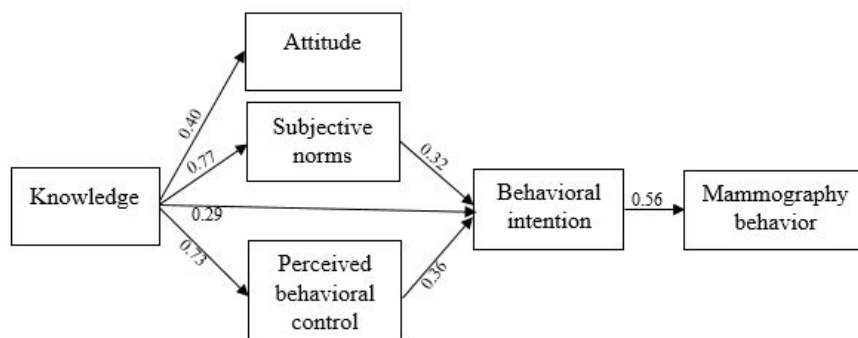 Attitude
0.40
Subjective
norms
0.77
0.32
Knowledge
0.29
Behavioral
intention
0.56
Mammography
behavior
0.73
Perceived
behavioral
control
0.36